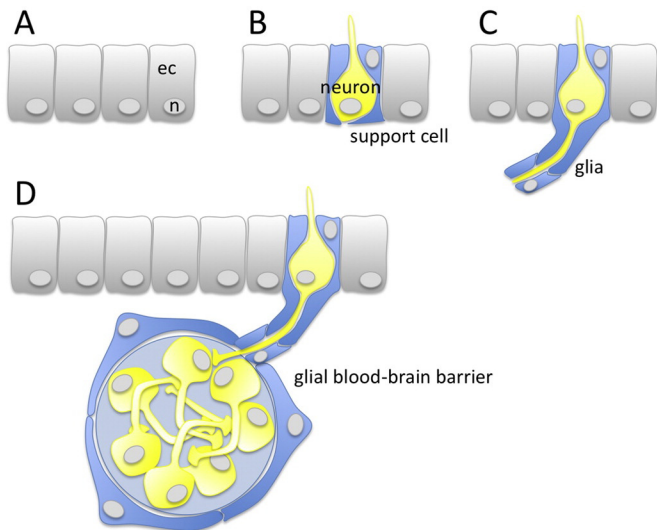 A
B
C
ec
n
neuron
support cell
glia
D
glial blood-brain barrier